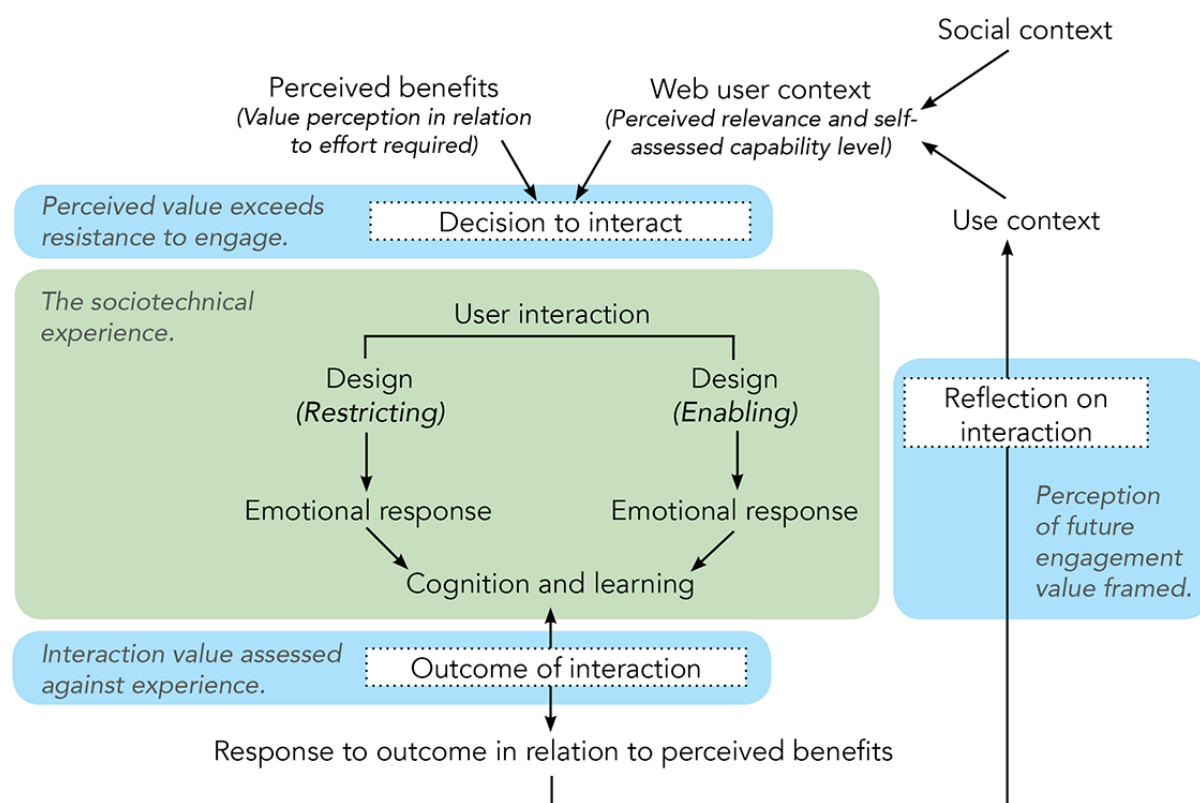 Social context
Perceived benefits
(Value perception in relation
to effort required)
Web user context
(Perceived relevance and self-
assessed capability level)
Perceived value exceeds
resistance to engage.
Decision to interact
Use context
The sociotechnical
experience.
User interaction
Design
(Restricting)
Design
(Enabling)
Emotional response
Emotional response
Cognition and learning
Reflection on
interaction
Perception
of future
engagement
value framed.
Interaction value assessed
against experience.
Outcome of interaction
Response to outcome in relation to perceived benefits